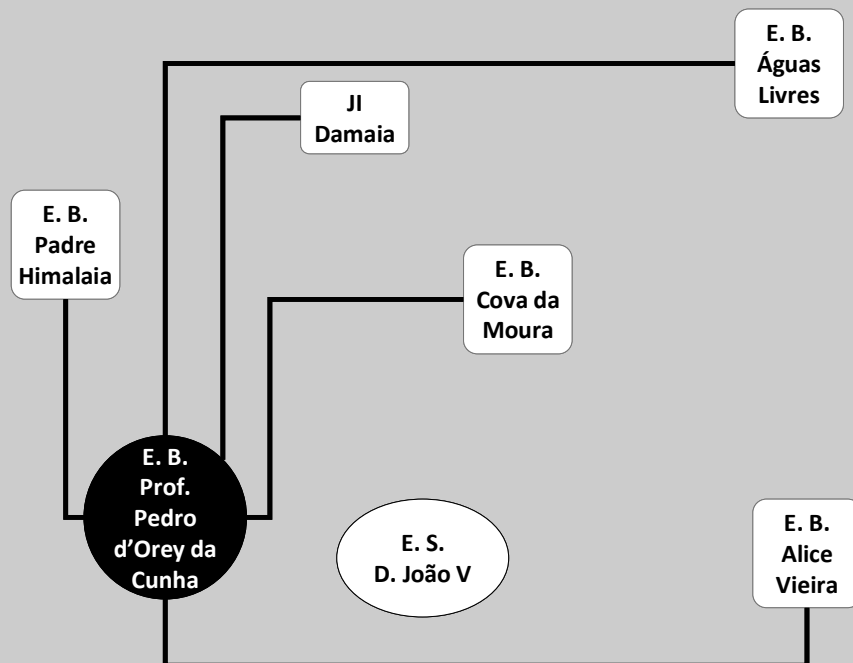 E. B.
Águas
Livres
JI
Damaia
E. B.
Padre
Himalaia
E. B.
Cova da
Moura
E. B.
Prof.
Pedro
d’Orey da
Cunha
E. S.
D. João V
E. B.
Alice
Vieira